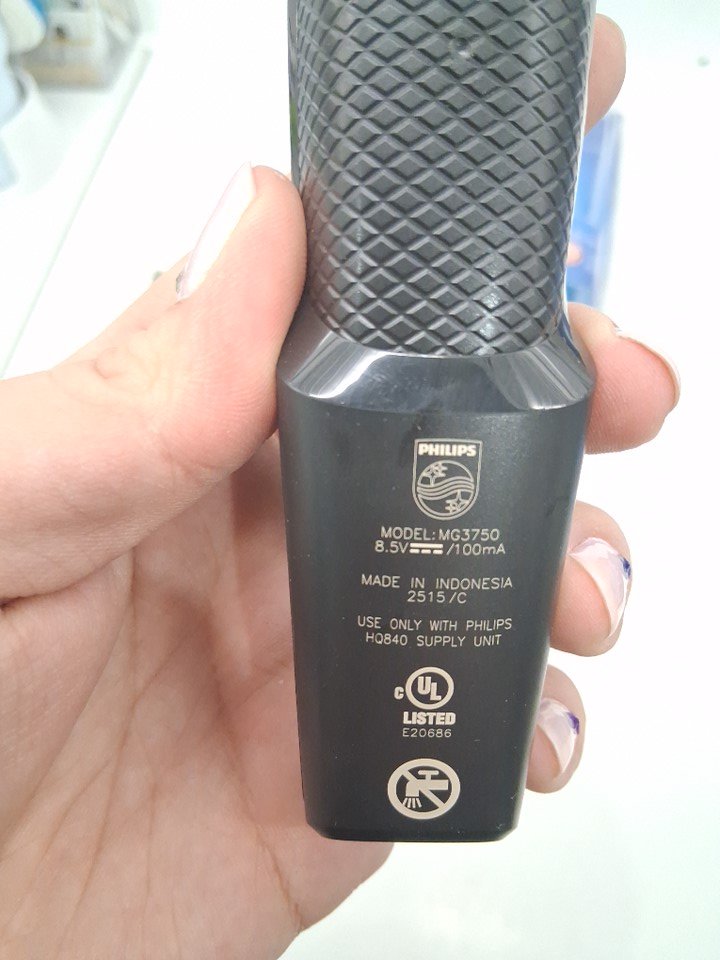 PHILIPS
MODEL: MG3750
8.5V⎓/100mA
MADE IN INDONESIA
2515/C
USE ONLY WITH PHILIPS
HQ840 SUPPLY UNIT
c UL
LISTED
E20686